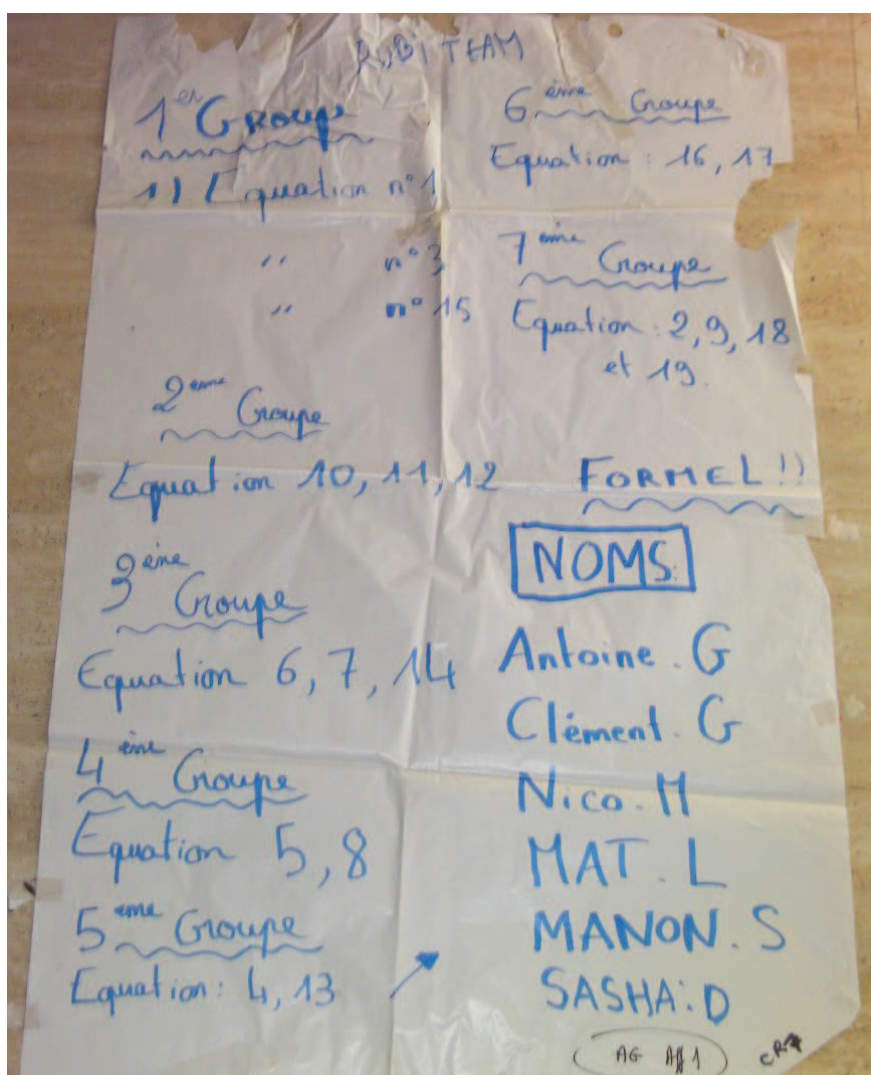 RUBI TEAM
1er Groupe
1) Equation n°1
" n°3
" n°15
2ème Groupe
Equation 10, 11, 12
3ème Groupe
Equation 6, 7, 14
4ème Groupe
Equation 5, 8
5ème Groupe
Equation : 4, 13
6ème Groupe
Equation : 16, 17
7ème Groupe
Equation : 2, 9, 18
et 19.
FORMEL !!
NOMS:
Antoine . G
Clément . G
Nico . M
MAT . L
MANON . S
SASHA : D
AG
CR7